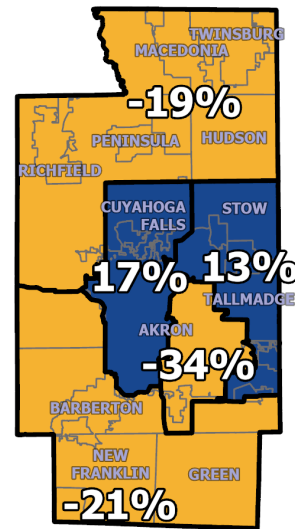 TWINSBURG
MACEDONIA
-19%
PENINSULA
HUDSON
RICHFIELD
CUYAHOGA
FALLS
STOW
17%
13%
TALLMADGE
AKRON
-34%
BARBERTON
NEW
FRANKLIN
GREEN
-21%